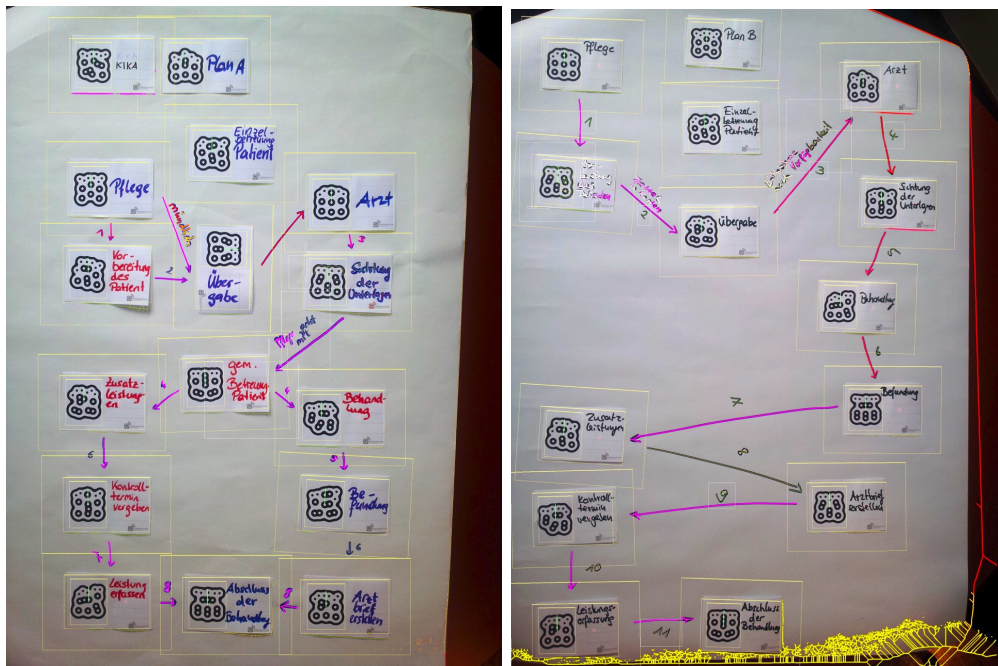 KIKA
Plan A
Einzel-
betreuung
Patient
Pflege
mündlich
Arzt
1
Vor-
bereitung
des
Patient
2
Über-
gabe
3
Sichtung
der
Unterlagen
Pflege geht
mit
gem.
Betreuung
Patient
4
4
Zusatz-
leistung-
en
Behand-
lung
6
5
Kontroll-
termin
vergeben
Be-
fundung
7
6
Leistung
erfassen
8
Abschluss
der
Behandlung
8
Arzt
brief
erstellen
Pflege
Plan B
Arzt
1
Einzel-
betreuung
Patient
3
4
2
Übergabe
Sichtung
der
Unterlagen
5
Behandlung
6
Befundung
7
Zusatz-
leistungen
8
Arztbrief
erstellen
9
Kontroll-
termin
vergeben
10
Leistungs-
erfassung
11
Abschluss
der
Behandlung